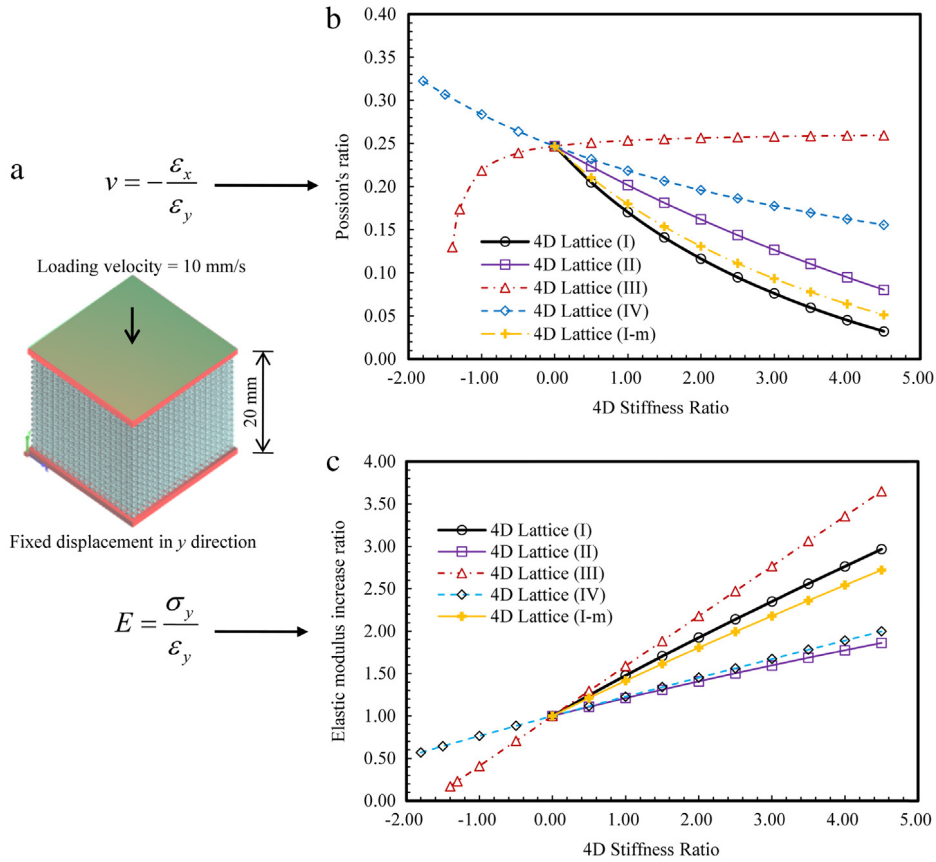 a
ν = − εx / εy
Loading velocity = 10 mm/s
20 mm
Fixed displacement in y direction
E = σy / εy
b
0.40
0.35
0.30
0.25
0.20
0.15
0.10
0.05
0.00
Possion's ratio
4D Lattice (I)
4D Lattice (II)
4D Lattice (III)
4D Lattice (IV)
4D Lattice (I-m)
-2.00 -1.00 0.00 1.00 2.00 3.00 4.00 5.00
4D Stiffness Ratio
c
4.00
3.50
3.00
2.50
2.00
1.50
1.00
0.50
0.00
Elastic modulus increase ratio
4D Lattice (I)
4D Lattice (II)
4D Lattice (III)
4D Lattice (IV)
4D Lattice (I-m)
-2.00 -1.00 0.00 1.00 2.00 3.00 4.00 5.00
4D Stiffness Ratio